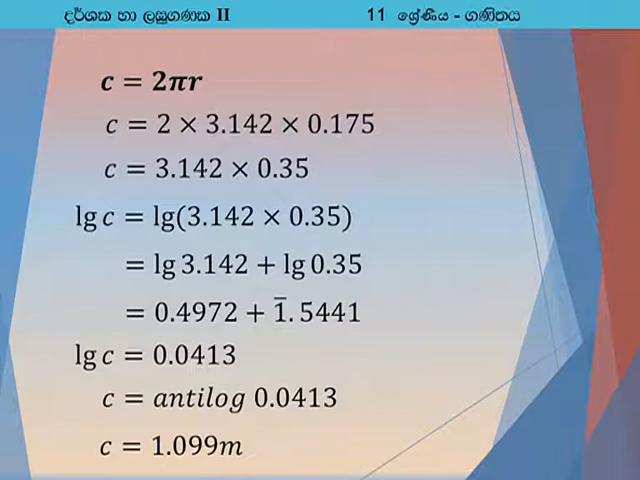 දර්ශක හා ලඝුගණක II 11 ශ්‍රේණිය - ගණිතය
c = 2πr
c = 2 × 3.142 × 0.175
c = 3.142 × 0.35
lg c = lg(3.142 × 0.35)
= lg 3.142 + lg 0.35
= 0.4972 + 1̅. 5441
lg c = 0.0413
c = antilog 0.0413
c = 1.099m